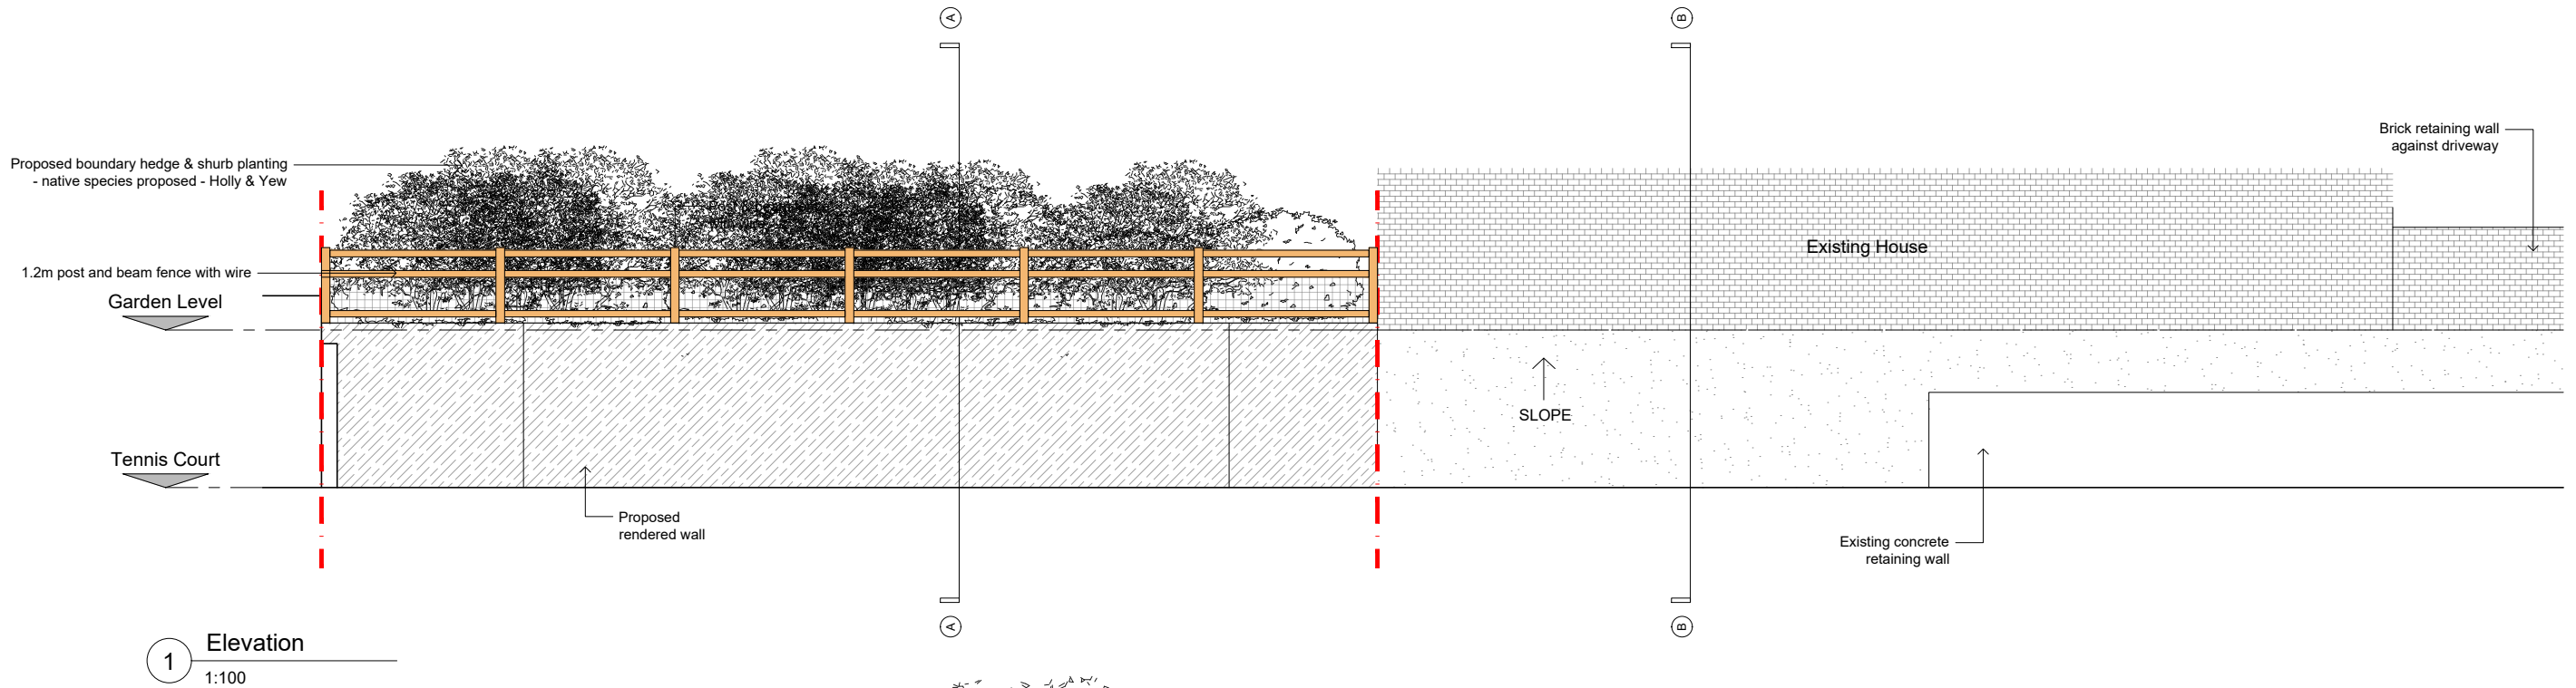 A
B
Brick retaining wall
against driveway
Proposed boundary hedge & shurb planting
- native species proposed - Holly & Yew
Existing House
1.2m post and beam fence with wire
Garden Level
SLOPE
Tennis Court
Proposed
rendered wall
Existing concrete
retaining wall
A
B
1
Elevation
1:100